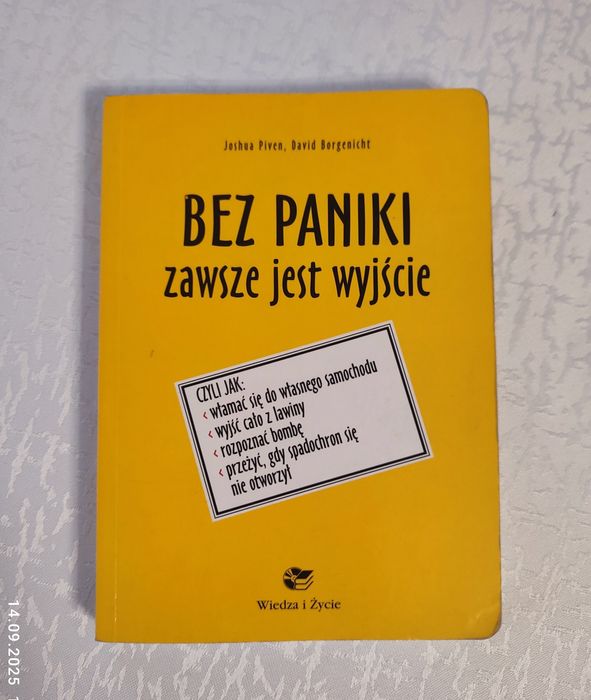 Joshua Piven, David Borgenicht
BEZ PANIKI
zawsze jest wyjście
CZYLI JAK:
‹ włamać się do własnego samochodu
‹ wyjść cało z lawiny
‹ rozpoznać bombę
‹ przeżyć, gdy spadochron się
nie otworzył
Wiedza i Życie
14.09.2025